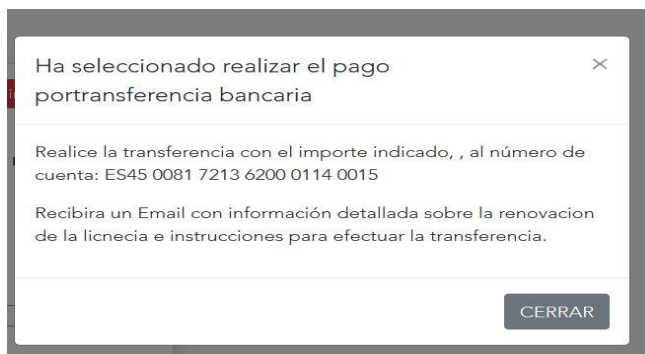 Ha seleccionado realizar el pago
portransferencia bancaria
×
Realice la transferencia con el importe indicado, , al número de
cuenta: ES45 0081 7213 6200 0114 0015
Recibira un Email con información detallada sobre la renovacion
de la licnecia e instrucciones para efectuar la transferencia.
CERRAR